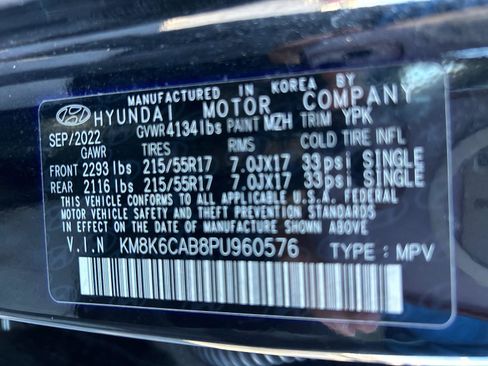 MANUFACTURED IN KOREA BY
HYUNDAI MOTOR COMPANY
SEP/2022 GVWR 4134 lbs PAINT MZH TRIM YPK
GAWR TIRES RIMS COLD TIRE INFL
FRONT 2293 lbs 215/55R17 7.0JX17 33psi SINGLE
REAR 2116 lbs 215/55R17 7.0JX17 33psi SINGLE
THIS VEHICLE CONFORMS TO ALL APPLICABLE U.S.A. FEDERAL
MOTOR VEHICLE SAFETY, BUMPER, AND THEFT PREVENTION STANDARDS
IN EFFECT ON THE DATE OF MANUFACTURE SHOWN ABOVE.
V.I.N KM8K6CAB8PU960576 TYPE: MPV